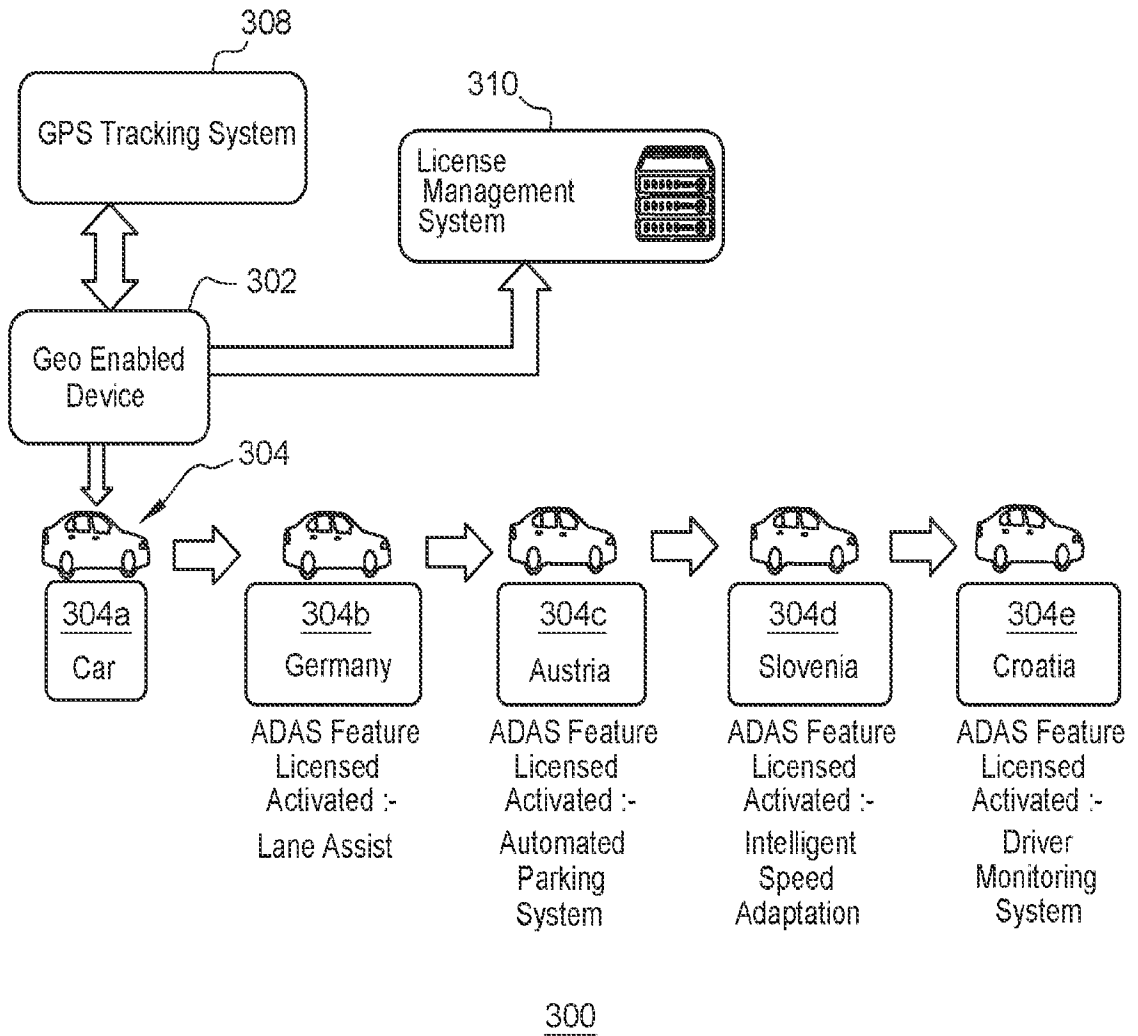 308
GPS Tracking System
310
License
Management
System
302
Geo Enabled
Device
304
304a
Car
304b
Germany
304c
Austria
304d
Slovenia
304e
Croatia
ADAS Feature
Licensed
Activated :-
Lane Assist
ADAS Feature
Licensed
Activated :-
Automated
Parking
System
ADAS Feature
Licensed
Activated :-
Intelligent
Speed
Adaptation
ADAS Feature
Licensed
Activated :-
Driver
Monitoring
System
300